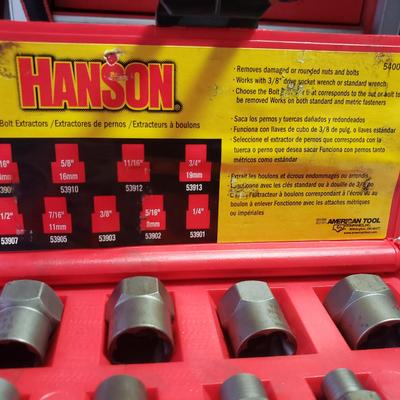 HANSON®
Bolt Extractors / Extractores de pernos / Extracteurs à boulons
5/8" 11/16" 3/4"
16mm 19mm
53910 53912 53913
1/2" 7/16" 3/8" 5/16" 1/4"
11mm 8mm
53907 53905 53903 53902 53901
5400
- Removes damaged or rounded nuts and bolts
- Works with 3/8" drive socket wrench or standard wrench
- Choose the Bolt corresponds to the nut or bolt to
be removed Works on both standard and metric fasteners
- Saca los pernos y tuercas dañados y redondeados
- Funciona con llaves de cubo de 3/8 de pulg. o llaves estándar
- Seleccione el extractor de pernos que corresponda con la
tuerca o perno que desea sacar Funciona con pernos tanto
métricos como estándar
- Extrait les boulons et écrous endommagés ou arrondis
avec les clés standard ou à douille de 3/8 po
d'Extracteur à boulons correspondant à l'écrou ou au
boulon à enlever Fonctionne avec les attaches métriques
ou impériales
AMERICAN TOOL
COMPANIES, INC.